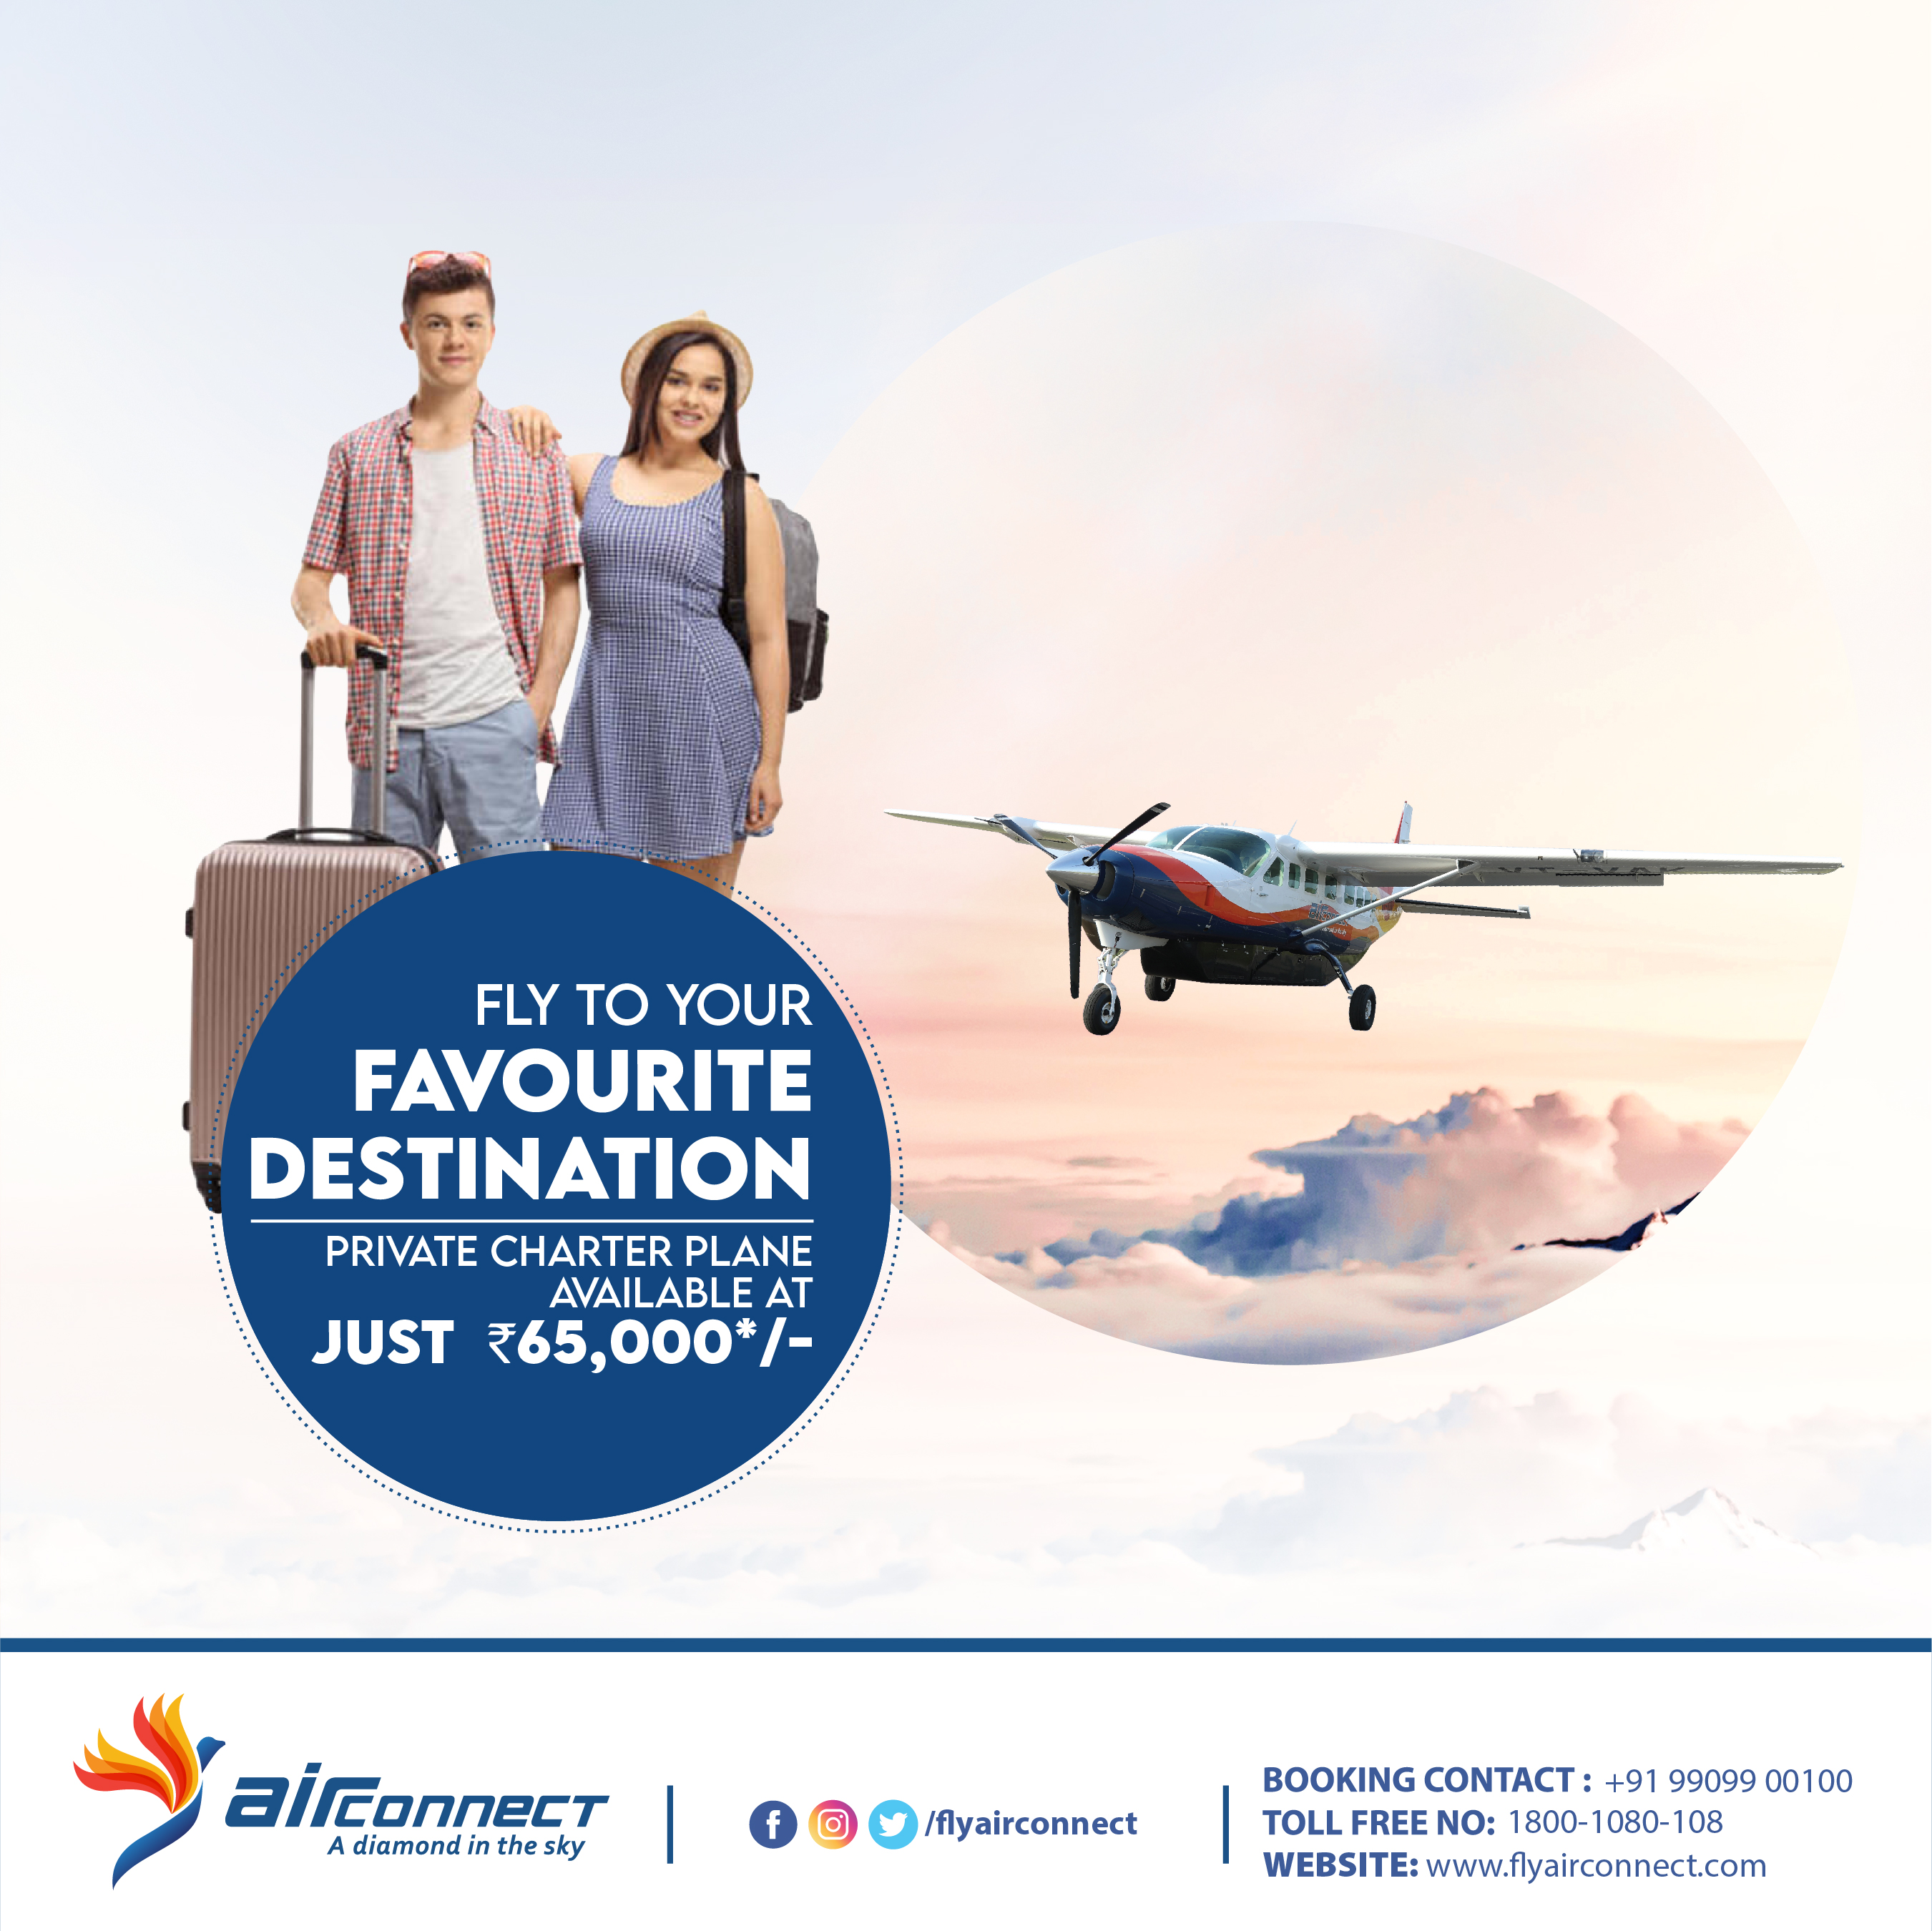 FLY TO YOUR
FAVOURITE
DESTINATION
PRIVATE CHARTER PLANE
AVAILABLE AT
JUST ₹65,000*/-
airconnect
A diamond in the sky
/flyairconnect
BOOKING CONTACT : +91 99099 00100
TOLL FREE NO: 1800-1080-108
WEBSITE: www.flyairconnect.com